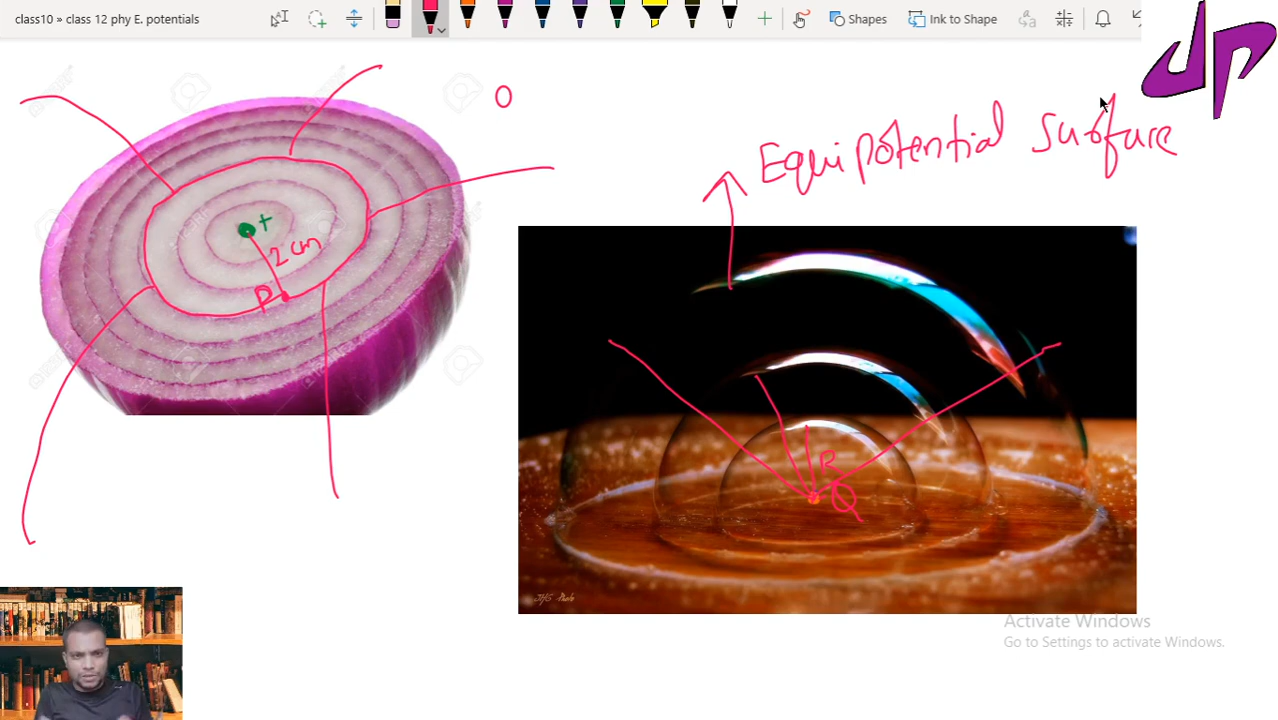 class10 » class 12 phy E. potentials
Shapes
Ink to Shape
dp
O
Equipotential Surface
+
2 cm
P
R
Q
Activate Windows
Go to Settings to activate Windows.